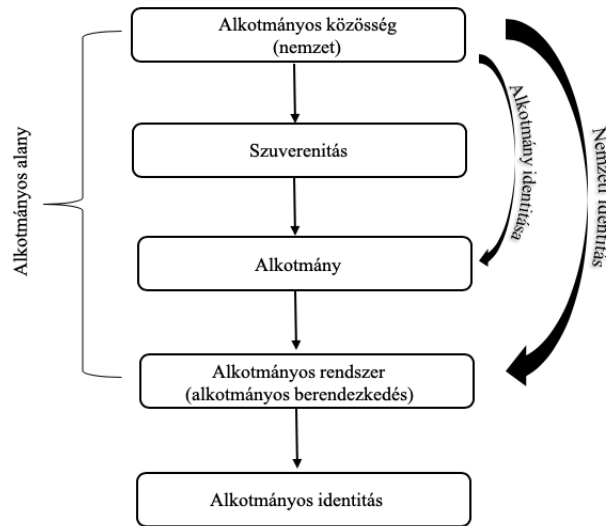 Alkotmányos közösség
(nemzet)
Szuverenitás
Alkotmány
Alkotmányos rendszer
(alkotmányos berendezkedés)
Alkotmányos identitás
Alkotmányos alany
Alkotmány identitása
Nemzeti identitás